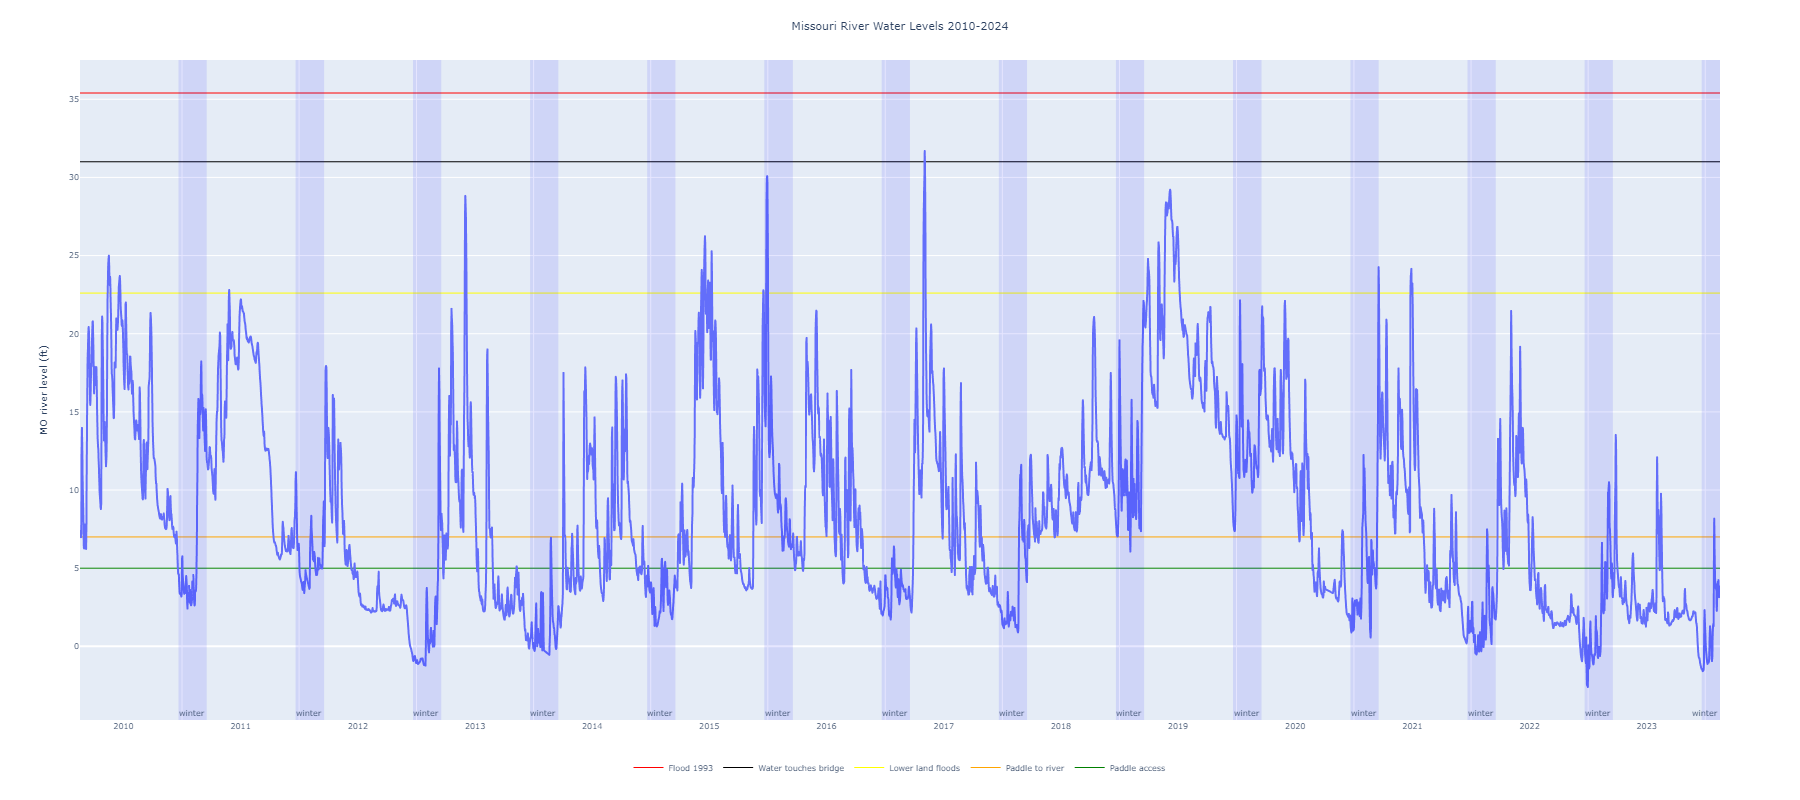 Missouri River Water Levels 2010-2024
MO river level (ft)
35
30
25
20
15
10
5
0
winter winter winter winter winter winter winter winter winter winter winter winter winter winter
2010 2011 2012 2013 2014 2015 2016 2017 2018 2019 2020 2021 2022 2023
Flood 1993 Water touches bridge Lower land floods Paddle to river Paddle access